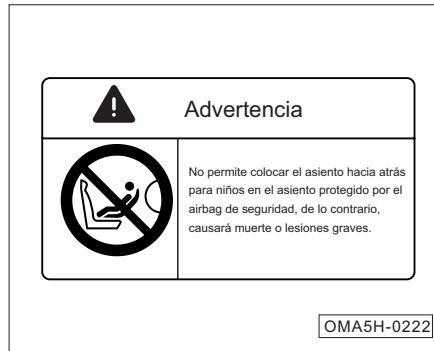 Advertencia
No permite colocar el asiento hacia atrás
para niños en el asiento protegido por el
airbag de seguridad, de lo contrario,
causará muerte o lesiones graves.
OMA5H-0222